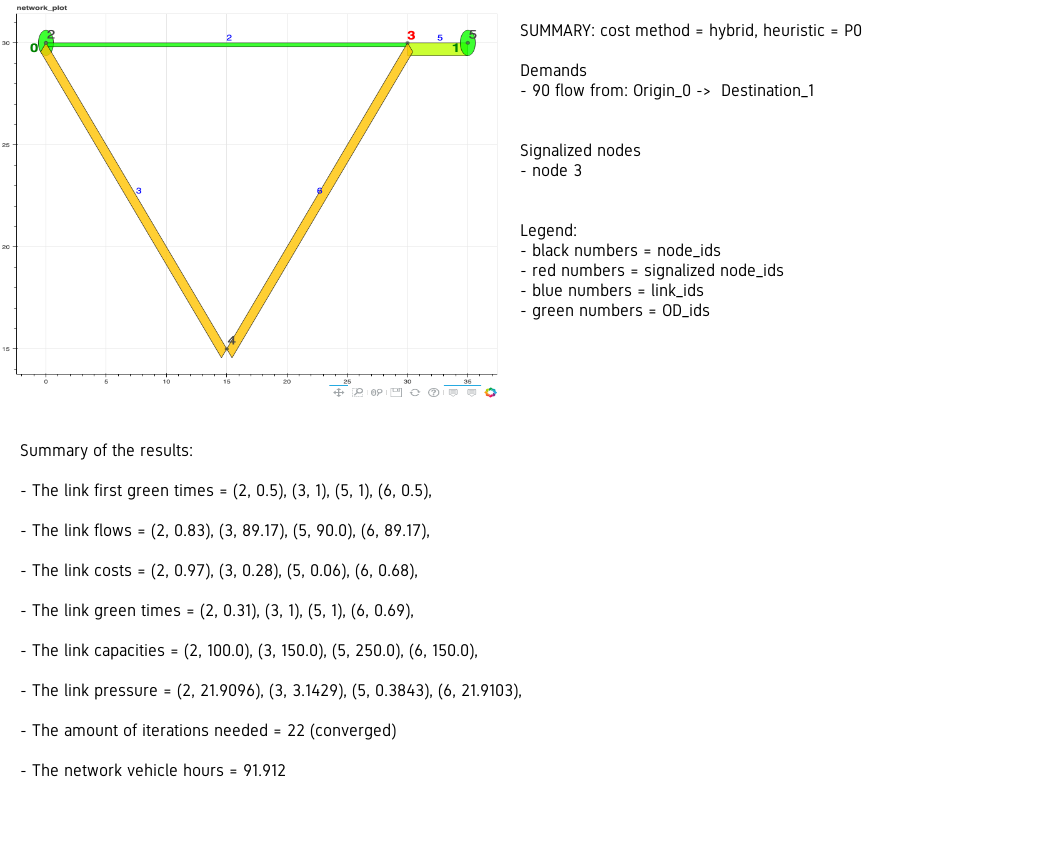 network_plot
30
25
20
15
0
5
10
15
20
25
30
35
0
2
2
3
5
5
1
3
6
4
SUMMARY: cost method = hybrid, heuristic = P0
Demands
- 90 flow from: Origin_0 -> Destination_1
Signalized nodes
- node 3
Legend:
- black numbers = node_ids
- red numbers = signalized node_ids
- blue numbers = link_ids
- green numbers = OD_ids
Summary of the results:
- The link first green times = (2, 0.5), (3, 1), (5, 1), (6, 0.5),
- The link flows = (2, 0.83), (3, 89.17), (5, 90.0), (6, 89.17),
- The link costs = (2, 0.97), (3, 0.28), (5, 0.06), (6, 0.68),
- The link green times = (2, 0.31), (3, 1), (5, 1), (6, 0.69),
- The link capacities = (2, 100.0), (3, 150.0), (5, 250.0), (6, 150.0),
- The link pressure = (2, 21.9096), (3, 3.1429), (5, 0.3843), (6, 21.9103),
- The amount of iterations needed = 22 (converged)
- The network vehicle hours = 91.912